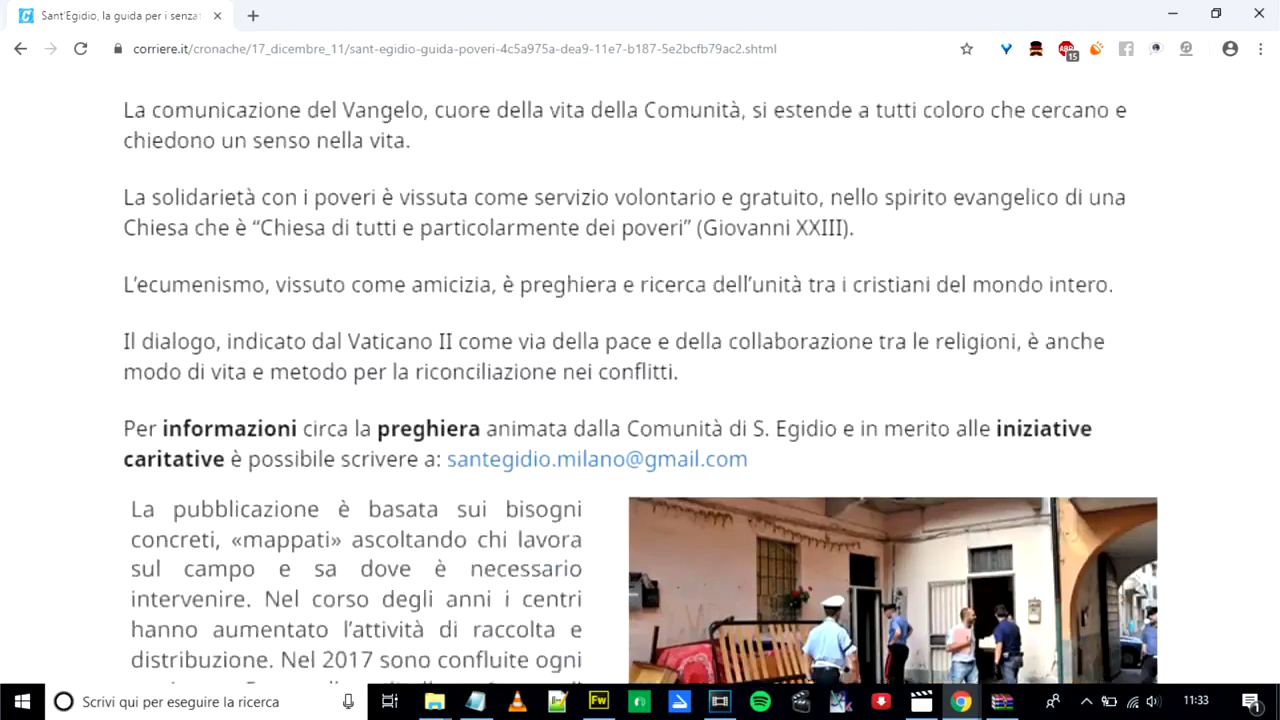 Sant'Egidio, la guida per i senza
corriere.it/cronache/17_dicembre_11/sant-egidio-guida-poveri-4c5a975a-dea9-11e7-b187-5e2bcfb79ac2.shtml
15
La comunicazione del Vangelo, cuore della vita della Comunità, si estende a tutti coloro che cercano e
chiedono un senso nella vita.
La solidarietà con i poveri è vissuta come servizio volontario e gratuito, nello spirito evangelico di una
Chiesa che è “Chiesa di tutti e particolarmente dei poveri” (Giovanni XXIII).
L’ecumenismo, vissuto come amicizia, è preghiera e ricerca dell’unità tra i cristiani del mondo intero.
Il dialogo, indicato dal Vaticano II come via della pace e della collaborazione tra le religioni, è anche
modo di vita e metodo per la riconciliazione nei conflitti.
Per informazioni circa la preghiera animata dalla Comunità di S. Egidio e in merito alle iniziative
caritative è possibile scrivere a: santegidio.milano@gmail.com
La pubblicazione è basata sui bisogni
concreti, «mappati» ascoltando chi lavora
sul campo e sa dove è necessario
intervenire. Nel corso degli anni i centri
hanno aumentato l’attività di raccolta e
distribuzione. Nel 2017 sono confluite ogni
Scrivi qui per eseguire la ricerca
Fw
11:33
1